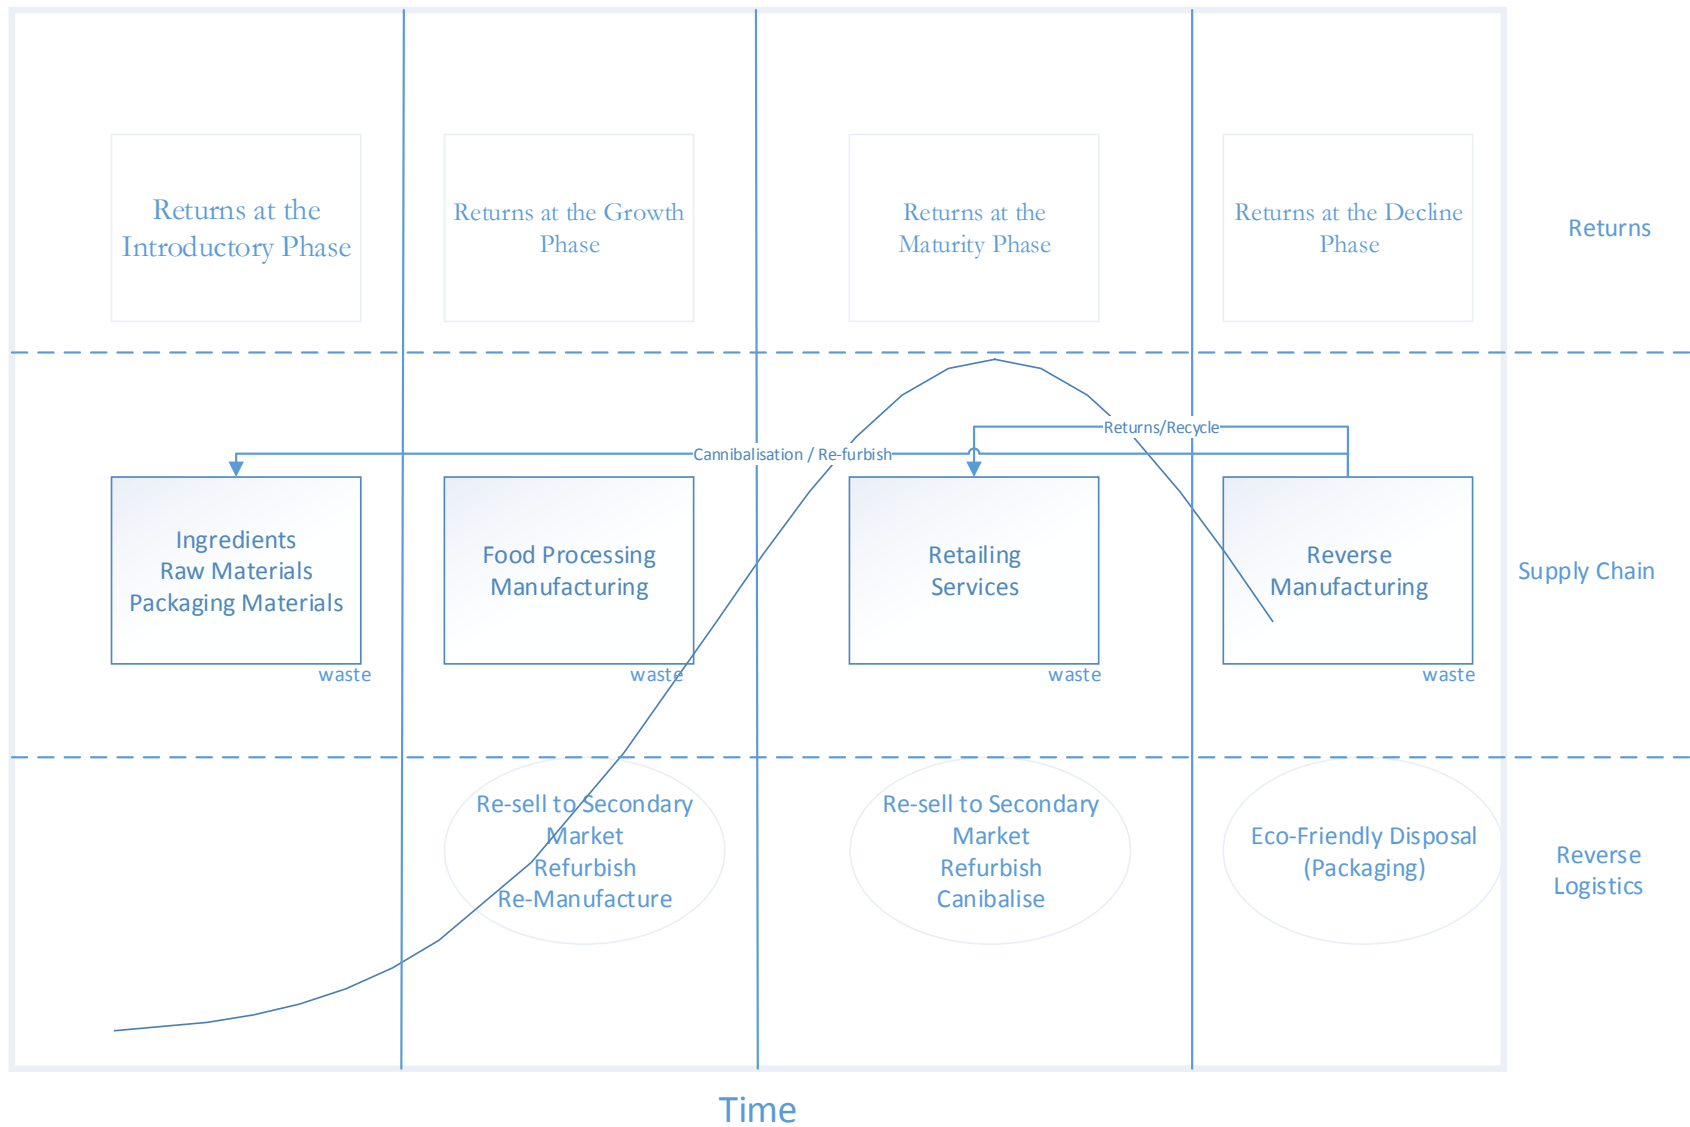 Returns at the
Introductory Phase
Returns at the Growth
Phase
Returns at the
Maturity Phase
Returns at the Decline
Phase
Returns
Returns/Recycle
Cannibalisation / Re-furbish
Ingredients
Raw Materials
Packaging Materials
waste
Food Processing
Manufacturing
waste
Retailing
Services
waste
Reverse
Manufacturing
waste
Supply Chain
Re-sell to Secondary
Market
Refurbish
Re-Manufacture
Re-sell to Secondary
Market
Refurbish
Canibalise
Eco-Friendly Disposal
(Packaging)
Reverse
Logistics
Time